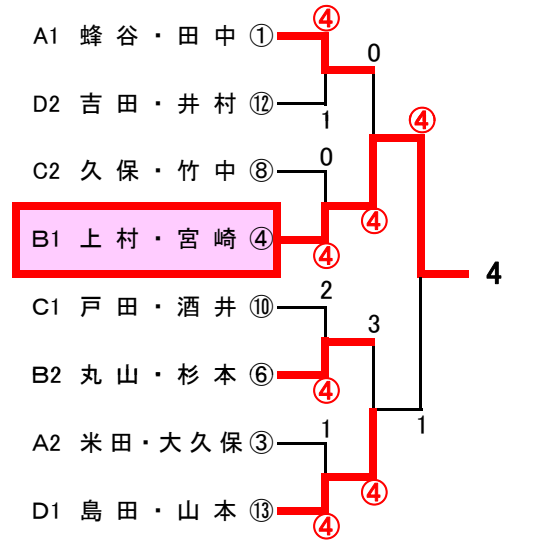 ④
A1 蜂谷・田中 ①
0
D2 吉田・井村 ⑫
1
④
C2 久保・竹中 ⑧
0
B1 上村・宮崎 ④
④
④
4
C1 戸田・酒井 ⑩
2
3
B2 丸山・杉本 ⑥
④
1
A2 米田・大久保 ③
1
④
D1 島田・山本 ⑬
④